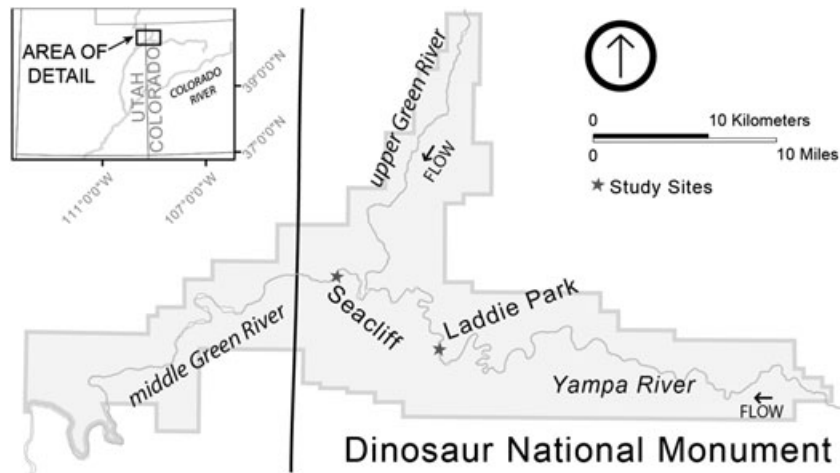 AREA OF
DETAIL
UTAH
COLORADO
COLORADO
RIVER
39°0'0"N
37°0'0"N
111°0'0"W
107°0'0"W
upper Green River
FLOW
0 10 Kilometers
0 10 Miles
Study Sites
Seacliff
Laddie Park
middle Green River
Yampa River
FLOW
Dinosaur National Monument